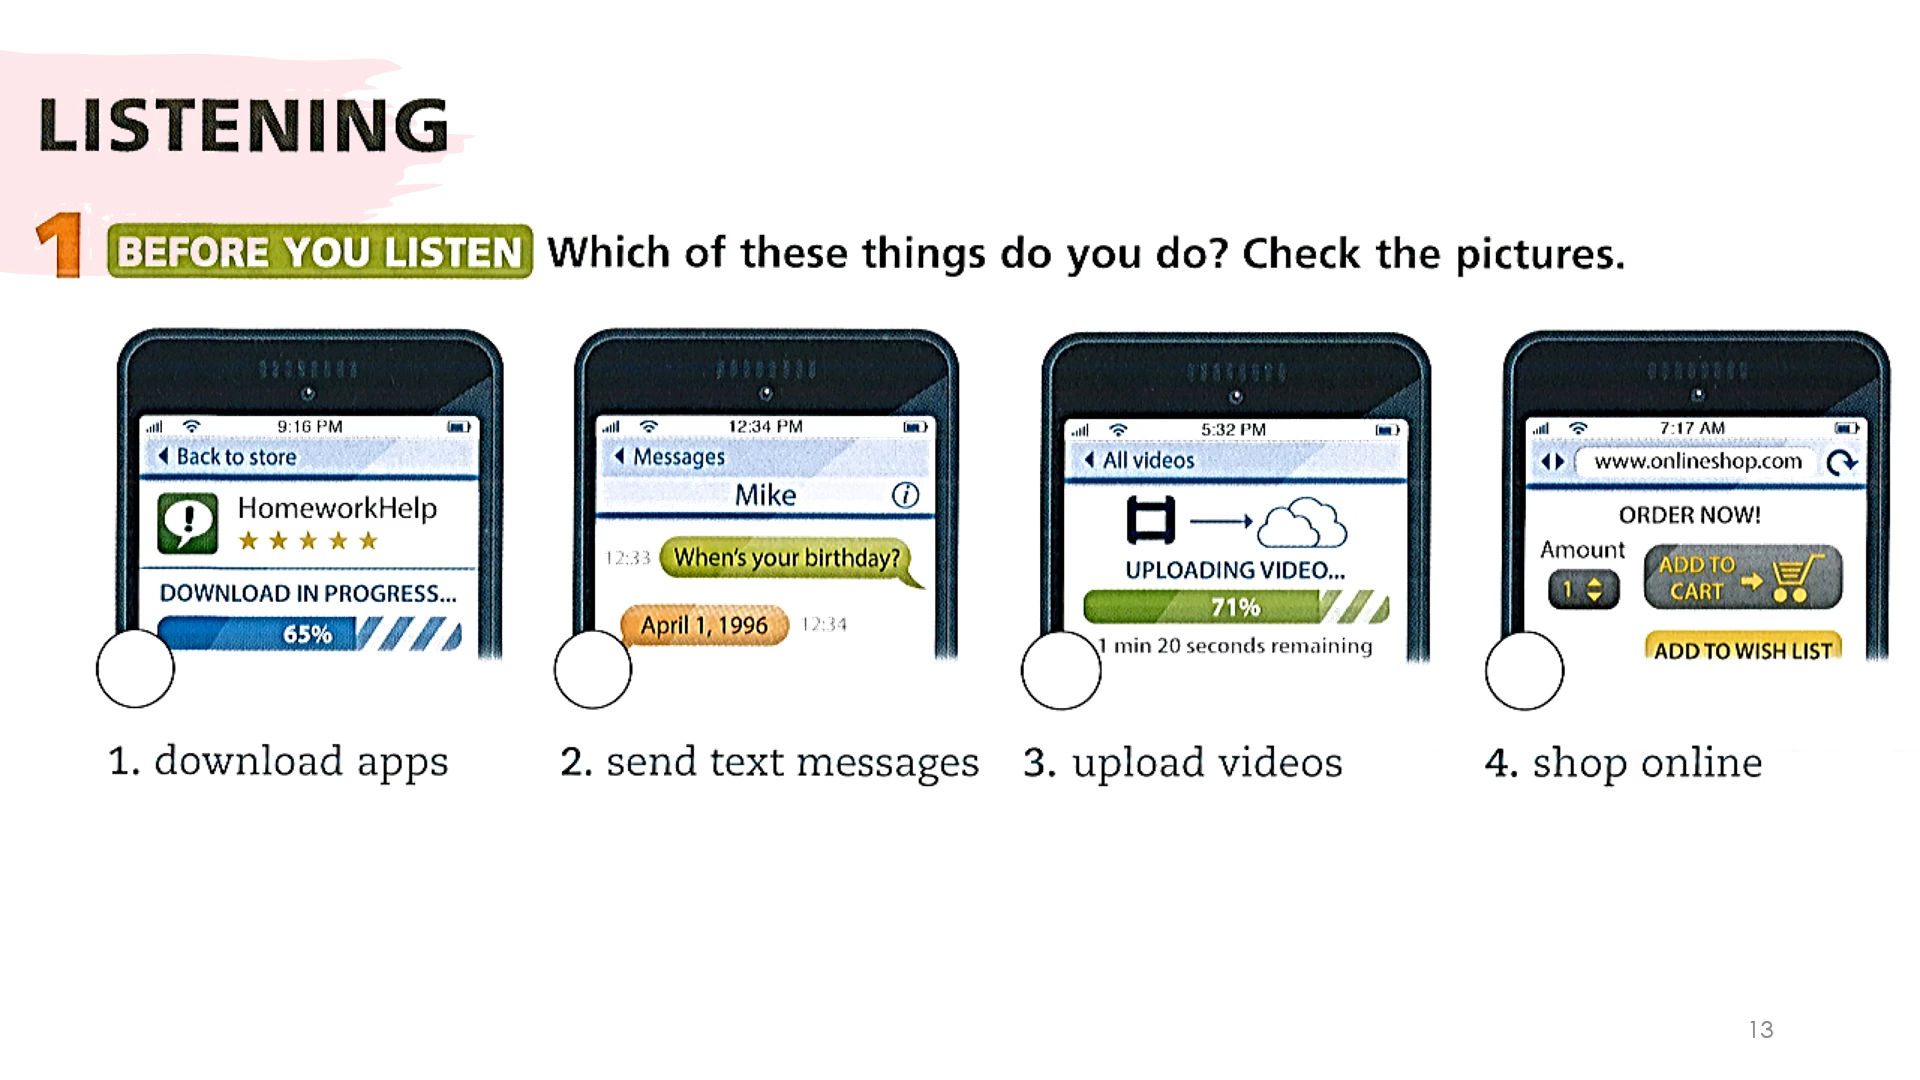 LISTENING
1 BEFORE YOU LISTEN Which of these things do you do? Check the pictures.
9:16 PM
Back to store
HomeworkHelp
DOWNLOAD IN PROGRESS...
65%
1. download apps
12:34 PM
Messages
Mike
12:33 When's your birthday?
April 1, 1996 12:34
2. send text messages
5:32 PM
All videos
UPLOADING VIDEO...
71%
1 min 20 seconds remaining
3. upload videos
7:17 AM
www.onlineshop.com
ORDER NOW!
Amount
1
ADD TO
CART
ADD TO WISH LIST
4. shop online
13